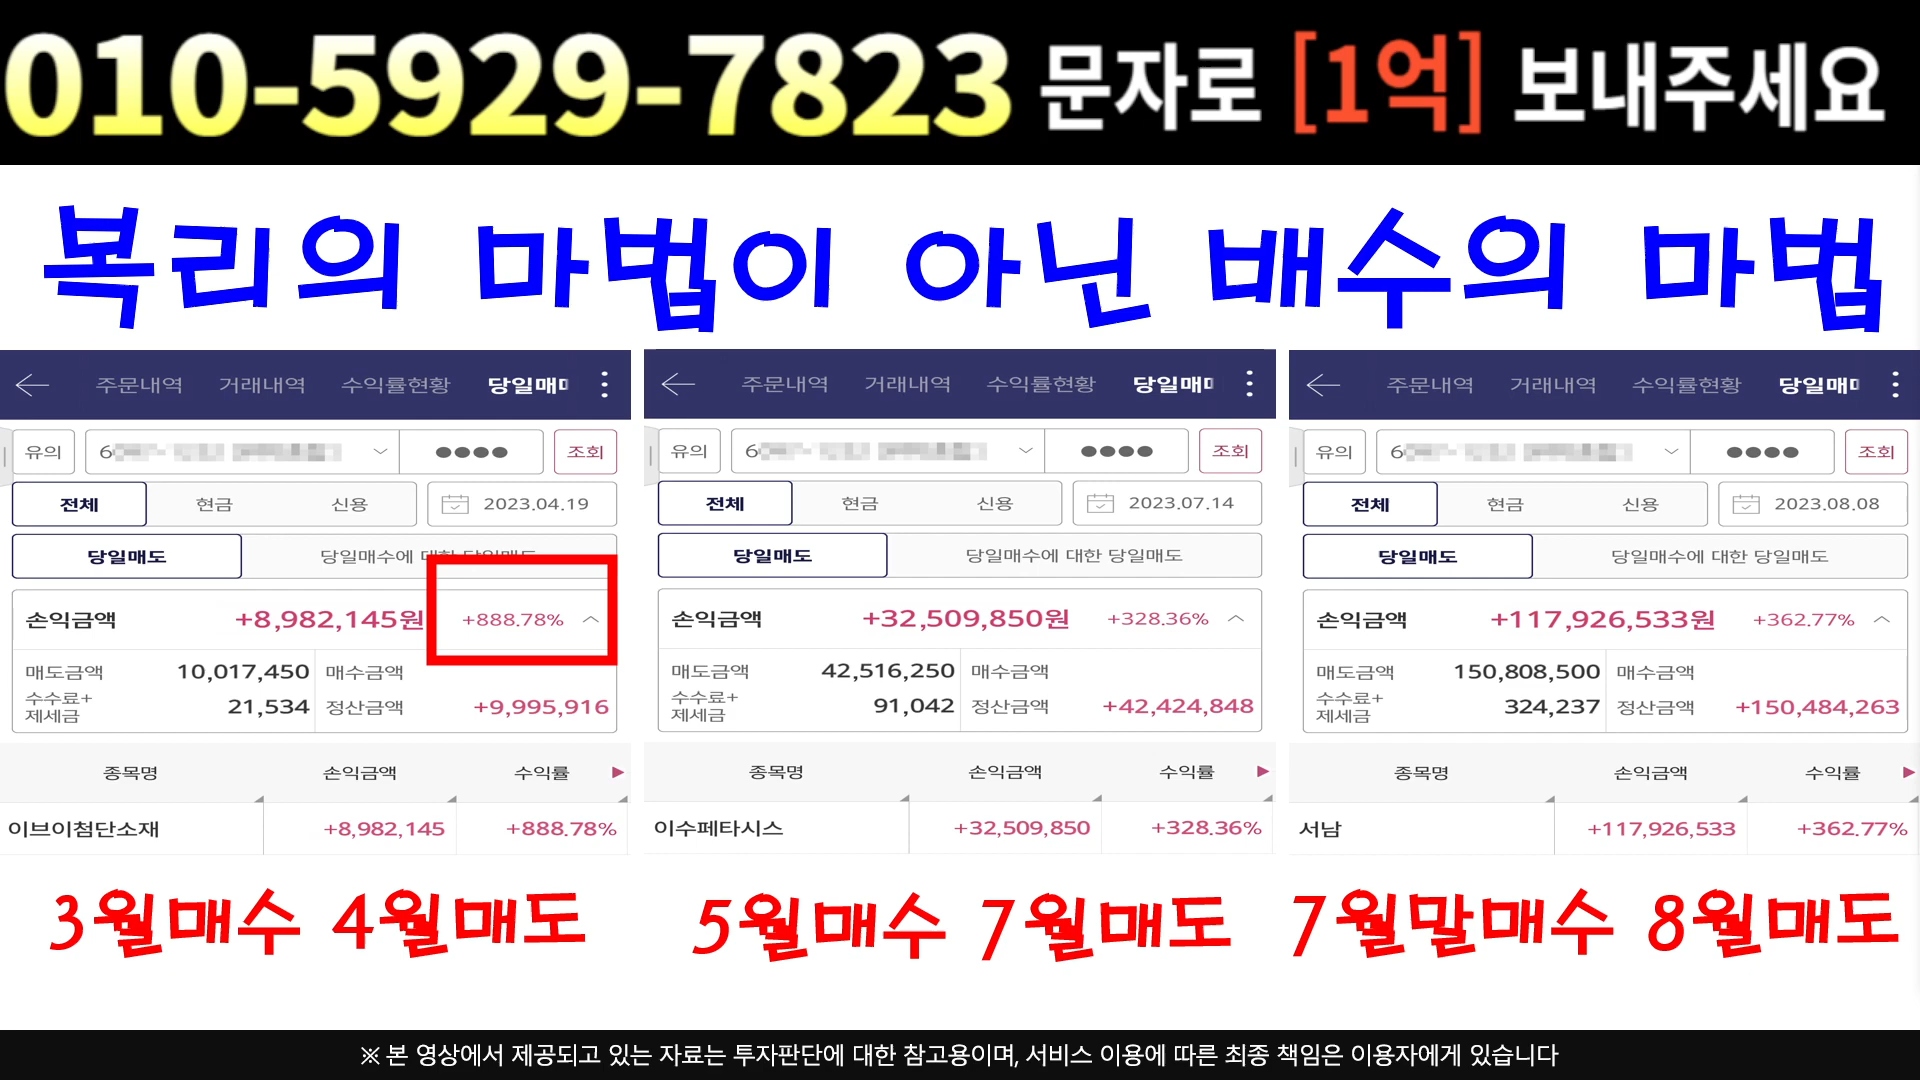 010-5929-7823 문자로 [1억] 보내주세요
복리의 마법이 아닌 배수의 마법
주문내역 거래내역 수익률현황 당일매매
유의 6 ●●●● 조회
전체 현금 신용 2023.04.19
당일매도 당일매수에 대한 당일매도
손익금액 +8,982,145원 +888.78%
매도금액 10,017,450 매수금액
수수료+
제세금 21,534 정산금액 +9,995,916
종목명 손익금액 수익률
이브이첨단소재 +8,982,145 +888.78%
3월매수 4월매도
주문내역 거래내역 수익률현황 당일매매
유의 6 ●●●● 조회
전체 현금 신용 2023.07.14
당일매도 당일매수에 대한 당일매도
손익금액 +32,509,850원 +328.36%
매도금액 42,516,250 매수금액
수수료+
제세금 91,042 정산금액 +42,424,848
종목명 손익금액 수익률
이수페타시스 +32,509,850 +328.36%
5월매수 7월매도
주문내역 거래내역 수익률현황 당일매매
유의 6 ●●●● 조회
전체 현금 신용 2023.08.08
당일매도 당일매수에 대한 당일매도
손익금액 +117,926,533원 +362.77%
매도금액 150,808,500 매수금액
수수료+
제세금 324,237 정산금액 +150,484,263
종목명 손익금액 수익률
서남 +117,926,533 +362.77%
7월말매수 8월매도
※ 본 영상에서 제공되고 있는 자료는 투자판단에 대한 참고용이며, 서비스 이용에 따른 최종 책임은 이용자에게 있습니다